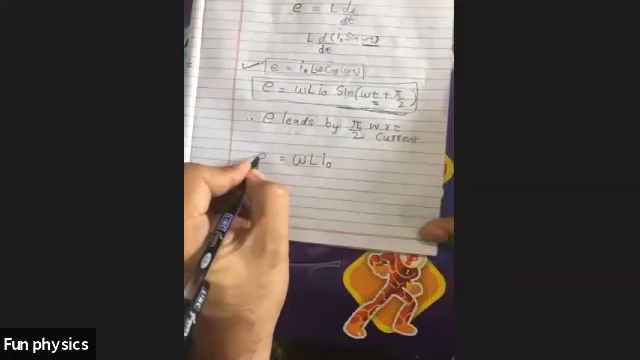 e = L di/dt
L d(i₀ Sin ωt)/dt
✓ e = i₀ Lω Cos(ωt)
e = ωLi₀ Sin(ωt + π/2)
∴ e leads by π/2 w.r.t
Current.
e = ωLi₀
Fun physics